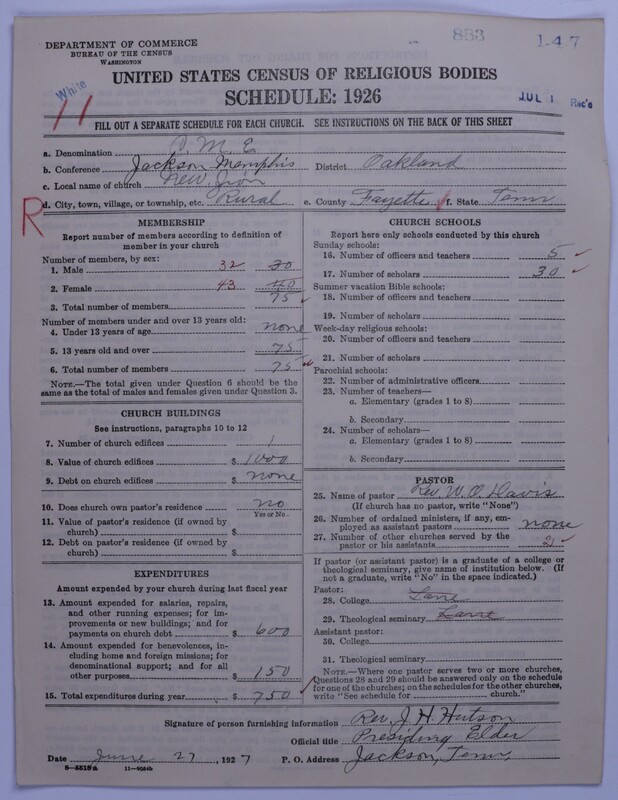 883
1-47
DEPARTMENT OF COMMERCE
BUREAU OF THE CENSUS
WASHINGTON
White
11
UNITED STATES CENSUS OF RELIGIOUS BODIES
SCHEDULE: 1926
JUL 1 Rec'd
FILL OUT A SEPARATE SCHEDULE FOR EACH CHURCH. SEE INSTRUCTIONS ON THE BACK OF THIS SHEET
a. Denomination C. M. E.
b. Conference Jackson Memphis District Oakland
c. Local name of church New Zion
R
d. City, town, village, or township, etc. Rural e. County Fayette f. State Tenn
MEMBERSHIP
Report number of members according to definition of
member in your church
Number of members, by sex:
1. Male 32 30
2. Female 43 40
3. Total number of members 75
Number of members under and over 13 years old:
4. Under 13 years of age none
5. 13 years old and over 75
6. Total number of members 75
NOTE.—The total given under Question 6 should be
the same as the total of males and females given under Question 3.
CHURCH BUILDINGS
See instructions, paragraphs 10 to 12
7. Number of church edifices 1
8. Value of church edifices $ 1000
9. Debt on church edifices $ none
10. Does church own pastor's residence no
Yes or No
11. Value of pastor's residence (if owned by
church) $
12. Debt on pastor's residence (if owned by
church) $
EXPENDITURES
Amount expended by your church during last fiscal year
13. Amount expended for salaries, repairs,
and other running expenses; for im-
provements or new buildings; and for
payments on church debt $ 600
14. Amount expended for benevolences, in-
cluding home and foreign missions; for
denominational support; and for all
other purposes $ 150
15. Total expenditures during year $ 750
CHURCH SCHOOLS
Report here only schools conducted by this church
Sunday schools:
16. Number of officers and teachers 5
17. Number of scholars 30
Summer vacation Bible schools:
18. Number of officers and teachers
19. Number of scholars
Week-day religious schools:
20. Number of officers and teachers
21. Number of scholars
Parochial schools:
22. Number of administrative officers
23. Number of teachers—
a. Elementary (grades 1 to 8)
b. Secondary
24. Number of scholars—
a. Elementary (grades 1 to 8)
b. Secondary
PASTOR
25. Name of pastor Rev. W. O. Davis
(If church has no pastor, write "None")
26. Number of ordained ministers, if any, em-
ployed as assistant pastors none
27. Number of other churches served by the
pastor or his assistants 2
If pastor (or assistant pastor) is a graduate of a college or
theological seminary, give name of institution below. (If
not a graduate, write "No" in the space indicated.)
Pastor:
28. College Lane
29. Theological seminary Lane
Assistant pastor:
30. College
31. Theological seminary
NOTE.—Where one pastor serves two or more churches,
Questions 28 and 29 should be answered only on the schedule
for one of the churches; on the schedules for the other churches,
write "See schedule for church."
Signature of person furnishing information Rev. J. H. Hutson
Official title Presiding Elder
Date June 27, 1927 P. O. Address Jackson, Tenn.